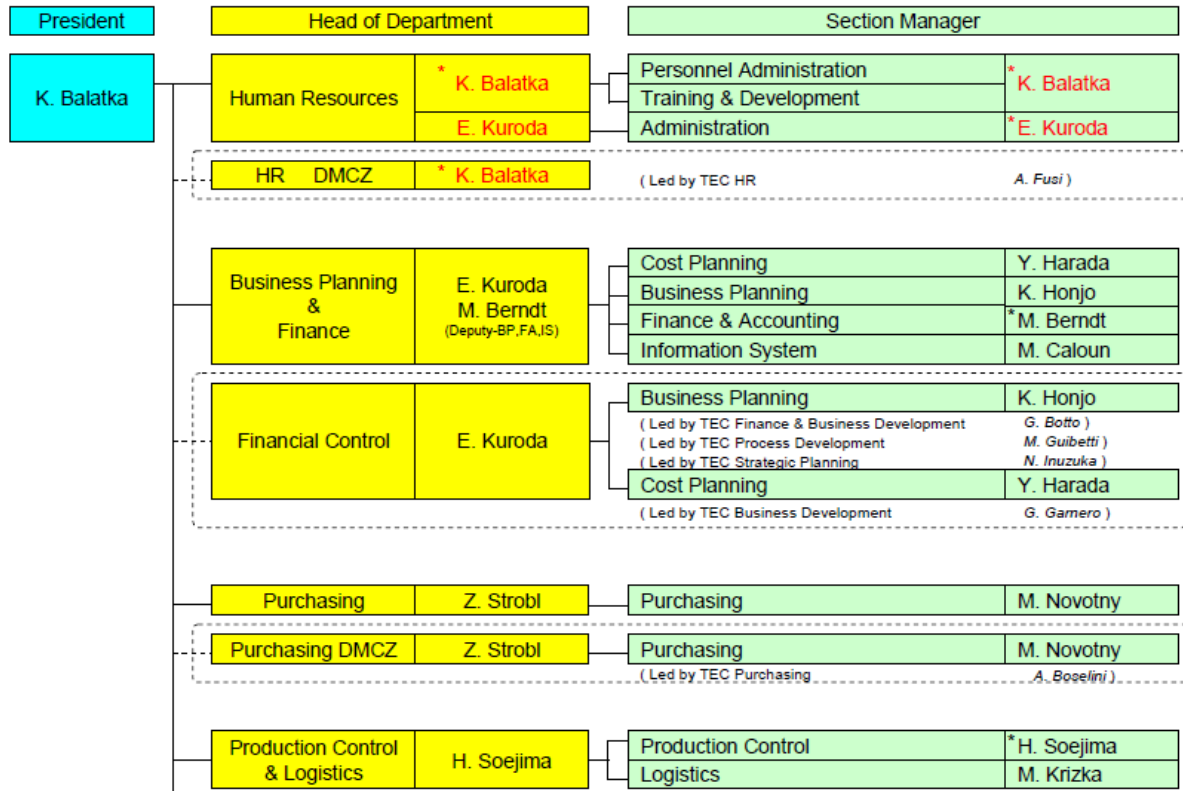 President Head of Department Section Manager
K. Balatka
Human Resources
* K. Balatka
E. Kuroda
Personnel Administration
Training & Development
* K. Balatka
Administration * E. Kuroda
HR DMCZ * K. Balatka
( Led by TEC HR A. Fusi )
Business Planning
&
Finance
E. Kuroda
M. Berndt
(Deputy-BP,FA,IS)
Cost Planning Y. Harada
Business Planning K. Honjo
Finance & Accounting * M. Berndt
Information System M. Caloun
Financial Control E. Kuroda
Business Planning K. Honjo
( Led by TEC Finance & Business Development G. Botto )
( Led by TEC Process Development M. Guibetti )
( Led by TEC Strategic Planning N. Inuzuka )
Cost Planning Y. Harada
( Led by TEC Business Development G. Garnero )
Purchasing Z. Strobl Purchasing M. Novotny
Purchasing DMCZ Z. Strobl Purchasing M. Novotny
( Led by TEC Purchasing A. Boselini )
Production Control
& Logistics
H. Soejima
Production Control * H. Soejima
Logistics M. Krizka